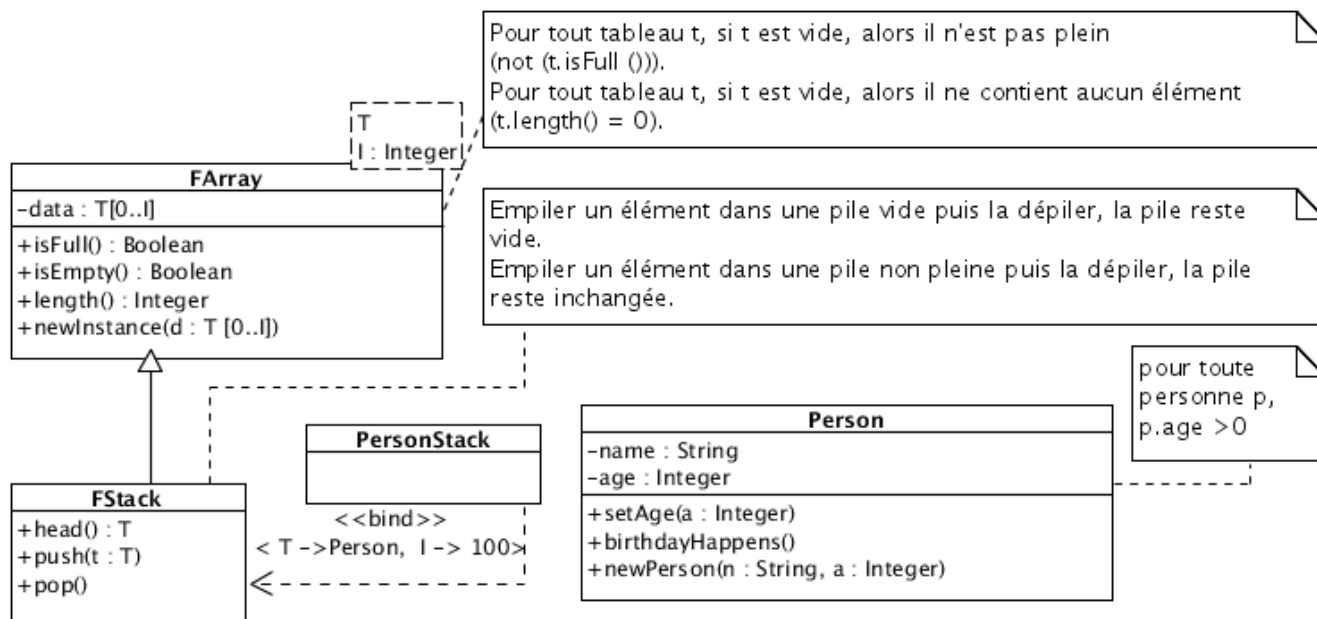 Pour tout tableau t, si t est vide, alors il n'est pas plein
(not (t.isFull ())).
Pour tout tableau t, si t est vide, alors il ne contient aucun élément
(t.length() = 0).
T
I : Integer
FArray
-data : T[0..I]
+isFull() : Boolean
+isEmpty() : Boolean
+length() : Integer
+newInstance(d : T [0..I])
Empiler un élément dans une pile vide puis la dépiler, la pile reste
vide.
Empiler un élément dans une pile non pleine puis la dépiler, la pile
reste inchangée.
pour toute
personne p,
p.age >0
PersonStack
<<bind>>
< T ->Person, I -> 100>
Person
-name : String
-age : Integer
+setAge(a : Integer)
+birthdayHappens()
+newPerson(n : String, a : Integer)
FStack
+head() : T
+push(t : T)
+pop()